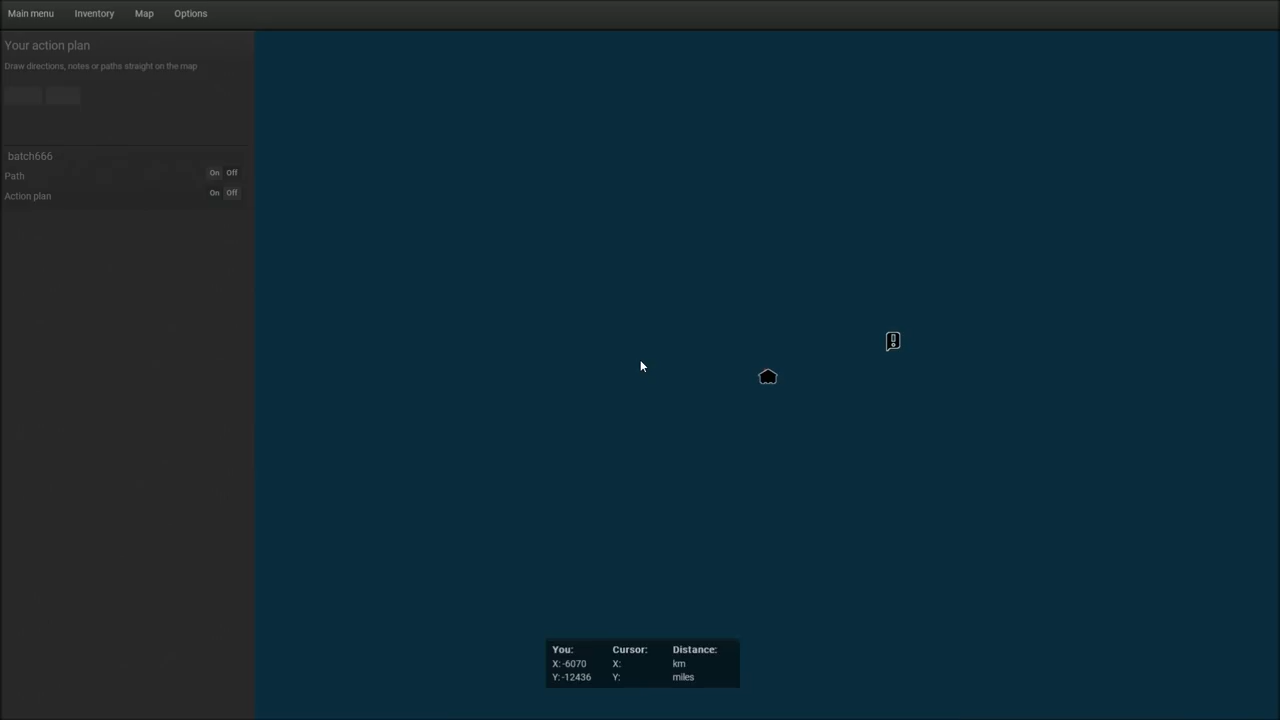 Main menu Inventory Map Options
Your action plan
Draw directions, notes or paths straight on the map
batch666
Path On Off
Action plan On Off
You: Cursor: Distance:
X:-6070 X: km
Y:-12436 Y: miles